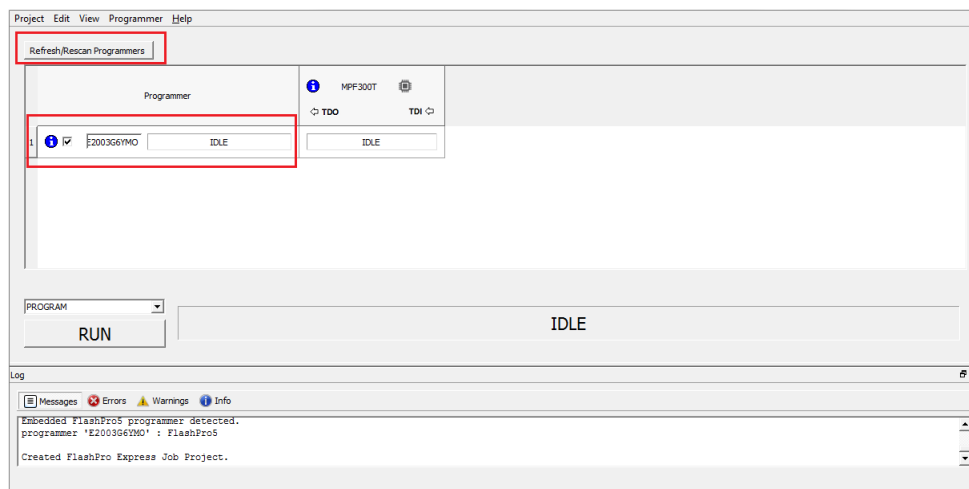 Project Edit View Programmer Help
Refresh/Rescan Programmers
Programmer
MPF300T
TDO TDI
1 E2003G6YMO IDLE IDLE
PROGRAM
RUN
IDLE
Log
Messages Errors Warnings Info
Embedded FlashPro5 programmer detected.
programmer 'E2003G6YMO' : FlashPro5
Created FlashPro Express Job Project.